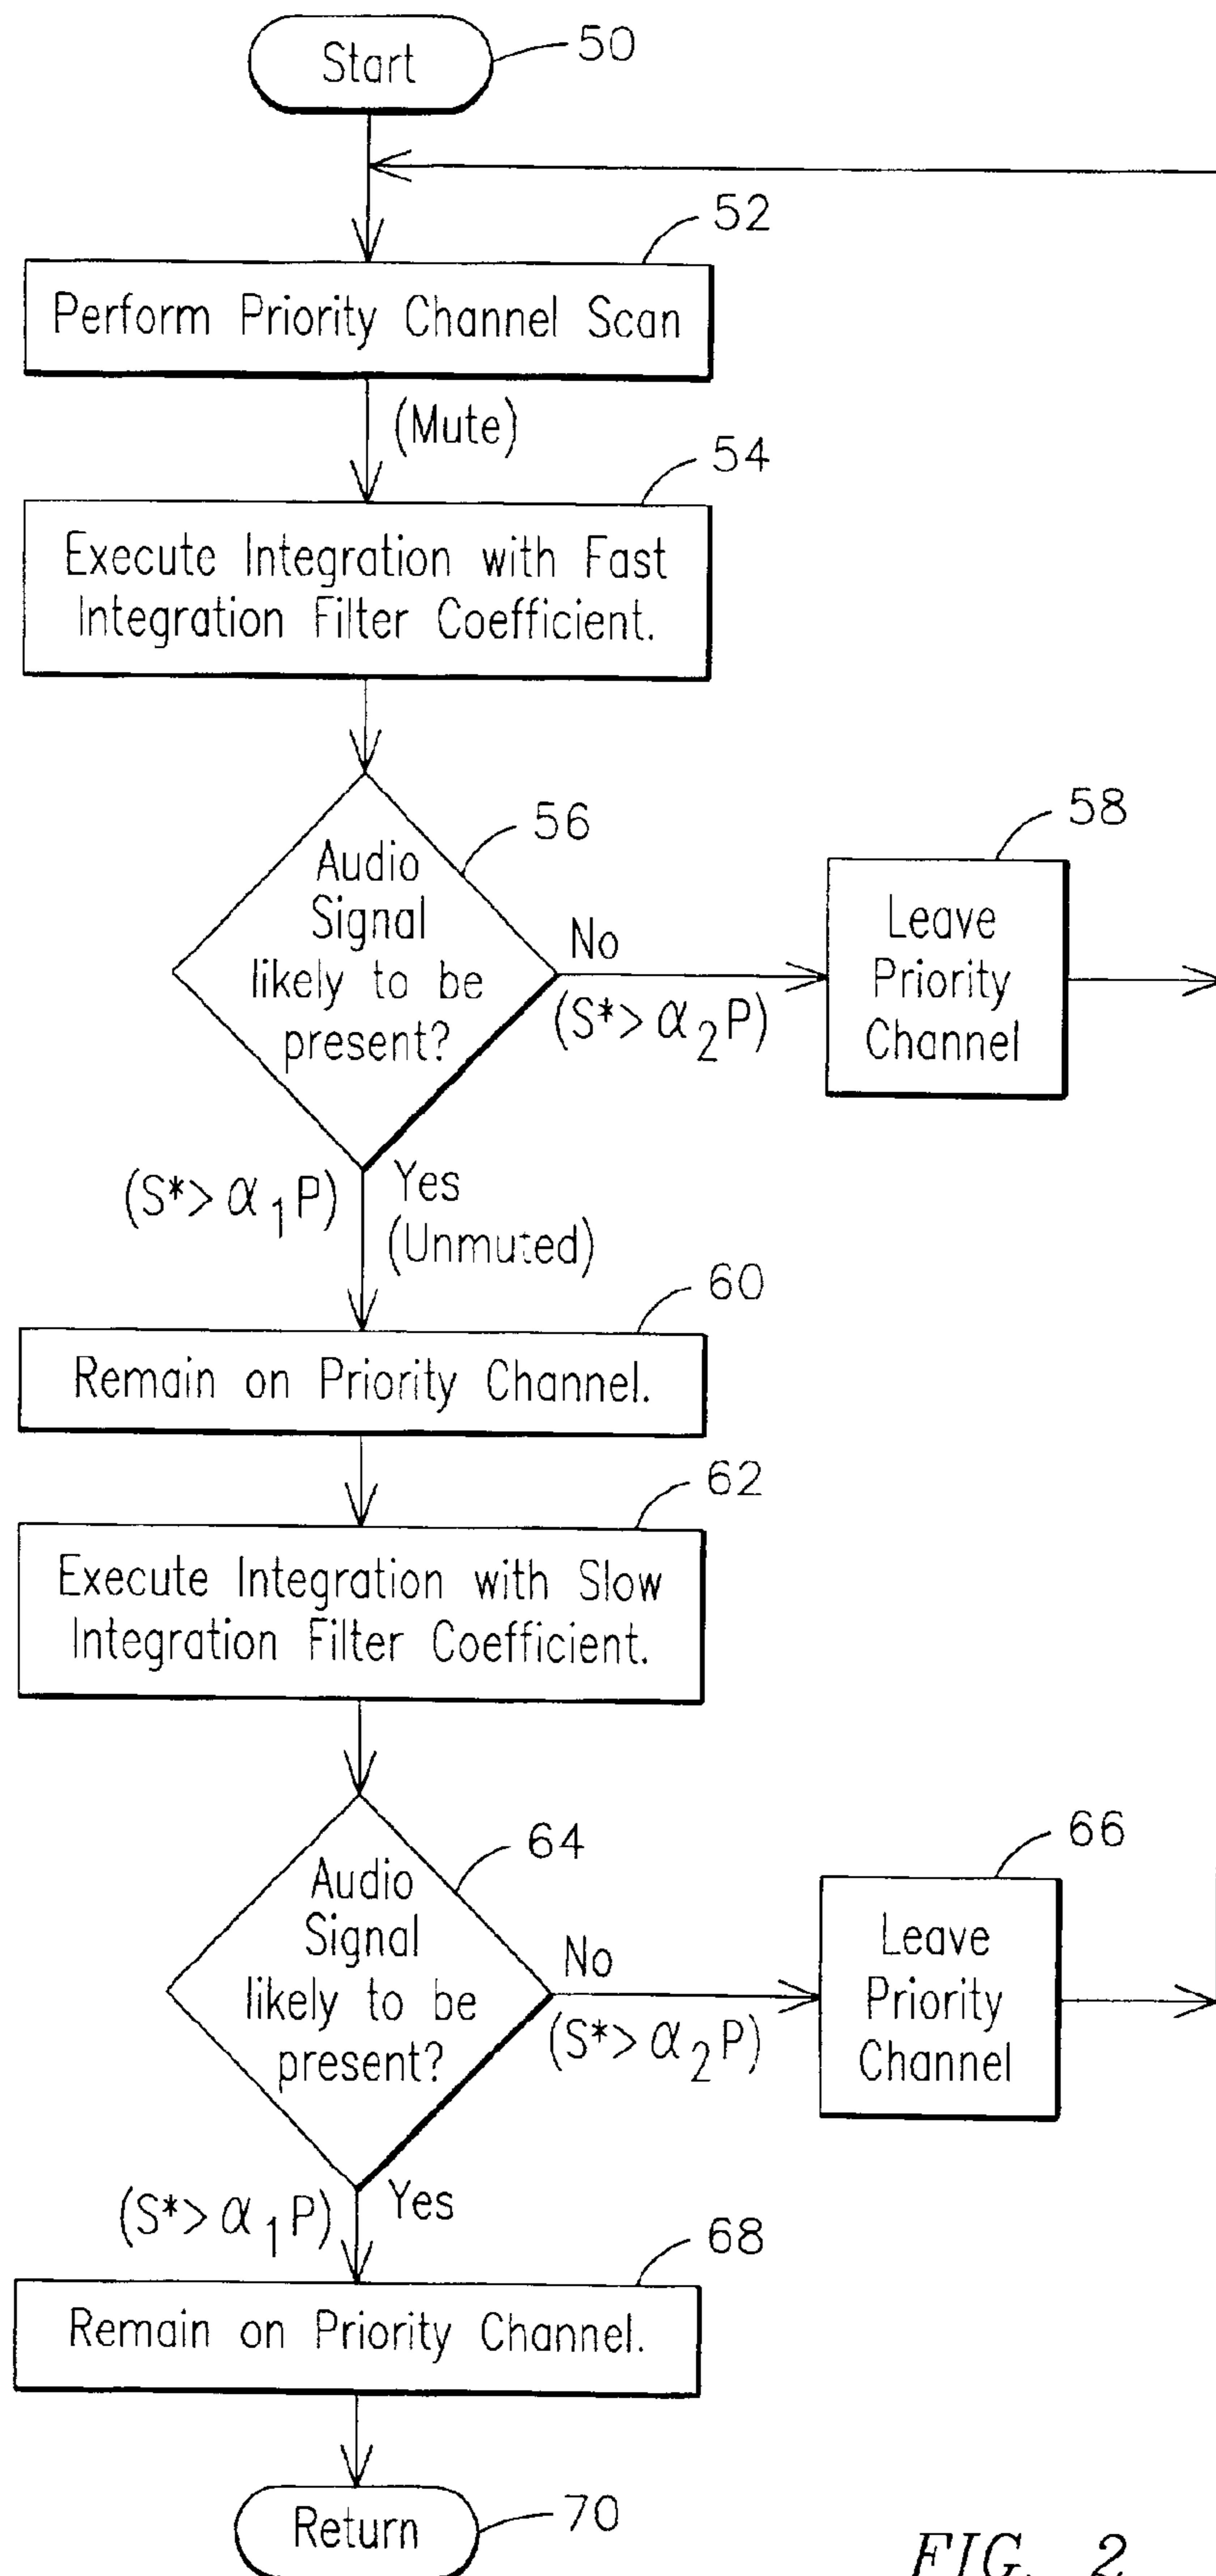 Start
50
52
Perform Priority Channel Scan
(Mute)
54
Execute Integration with Fast
Integration Filter Coefficient.
56
Audio
Signal
likely to be
present?
No
(S*> α2P)
58
Leave
Priority
Channel
(S*> α1P)
Yes
(Unmuted)
60
Remain on Priority Channel.
62
Execute Integration with Slow
Integration Filter Coefficient.
64
Audio
Signal
likely to be
present?
No
(S*> α2P)
66
Leave
Priority
Channel
(S*> α1P)
Yes
68
Remain on Priority Channel.
Return
70
FIG. 2